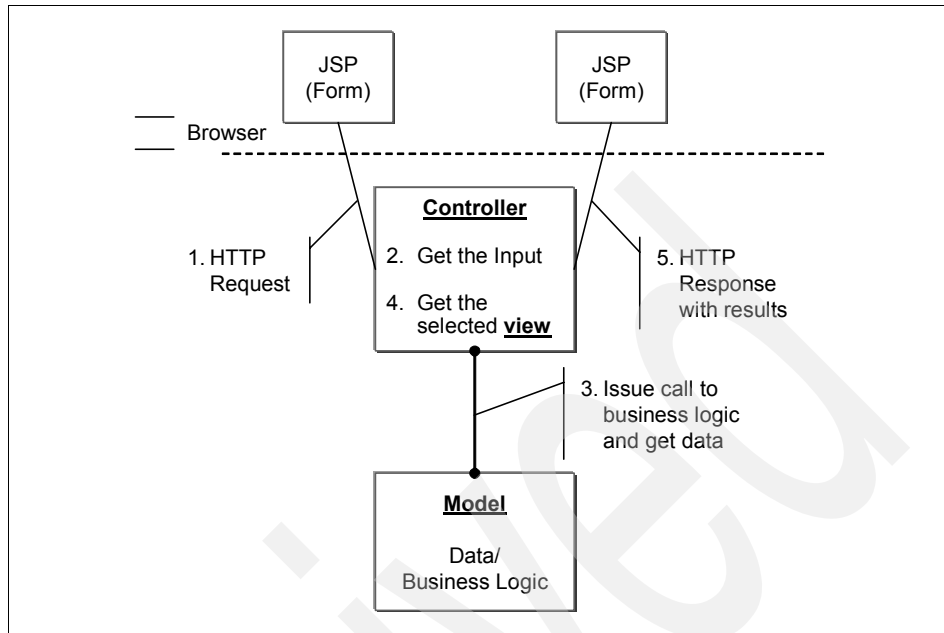 JSP
(Form)
JSP
(Form)
Browser
Controller
2. Get the Input
4. Get the
selected view
1. HTTP
Request
5. HTTP
Response
with results
3. Issue call to
business logic
and get data
Model
Data/
Business Logic
ived